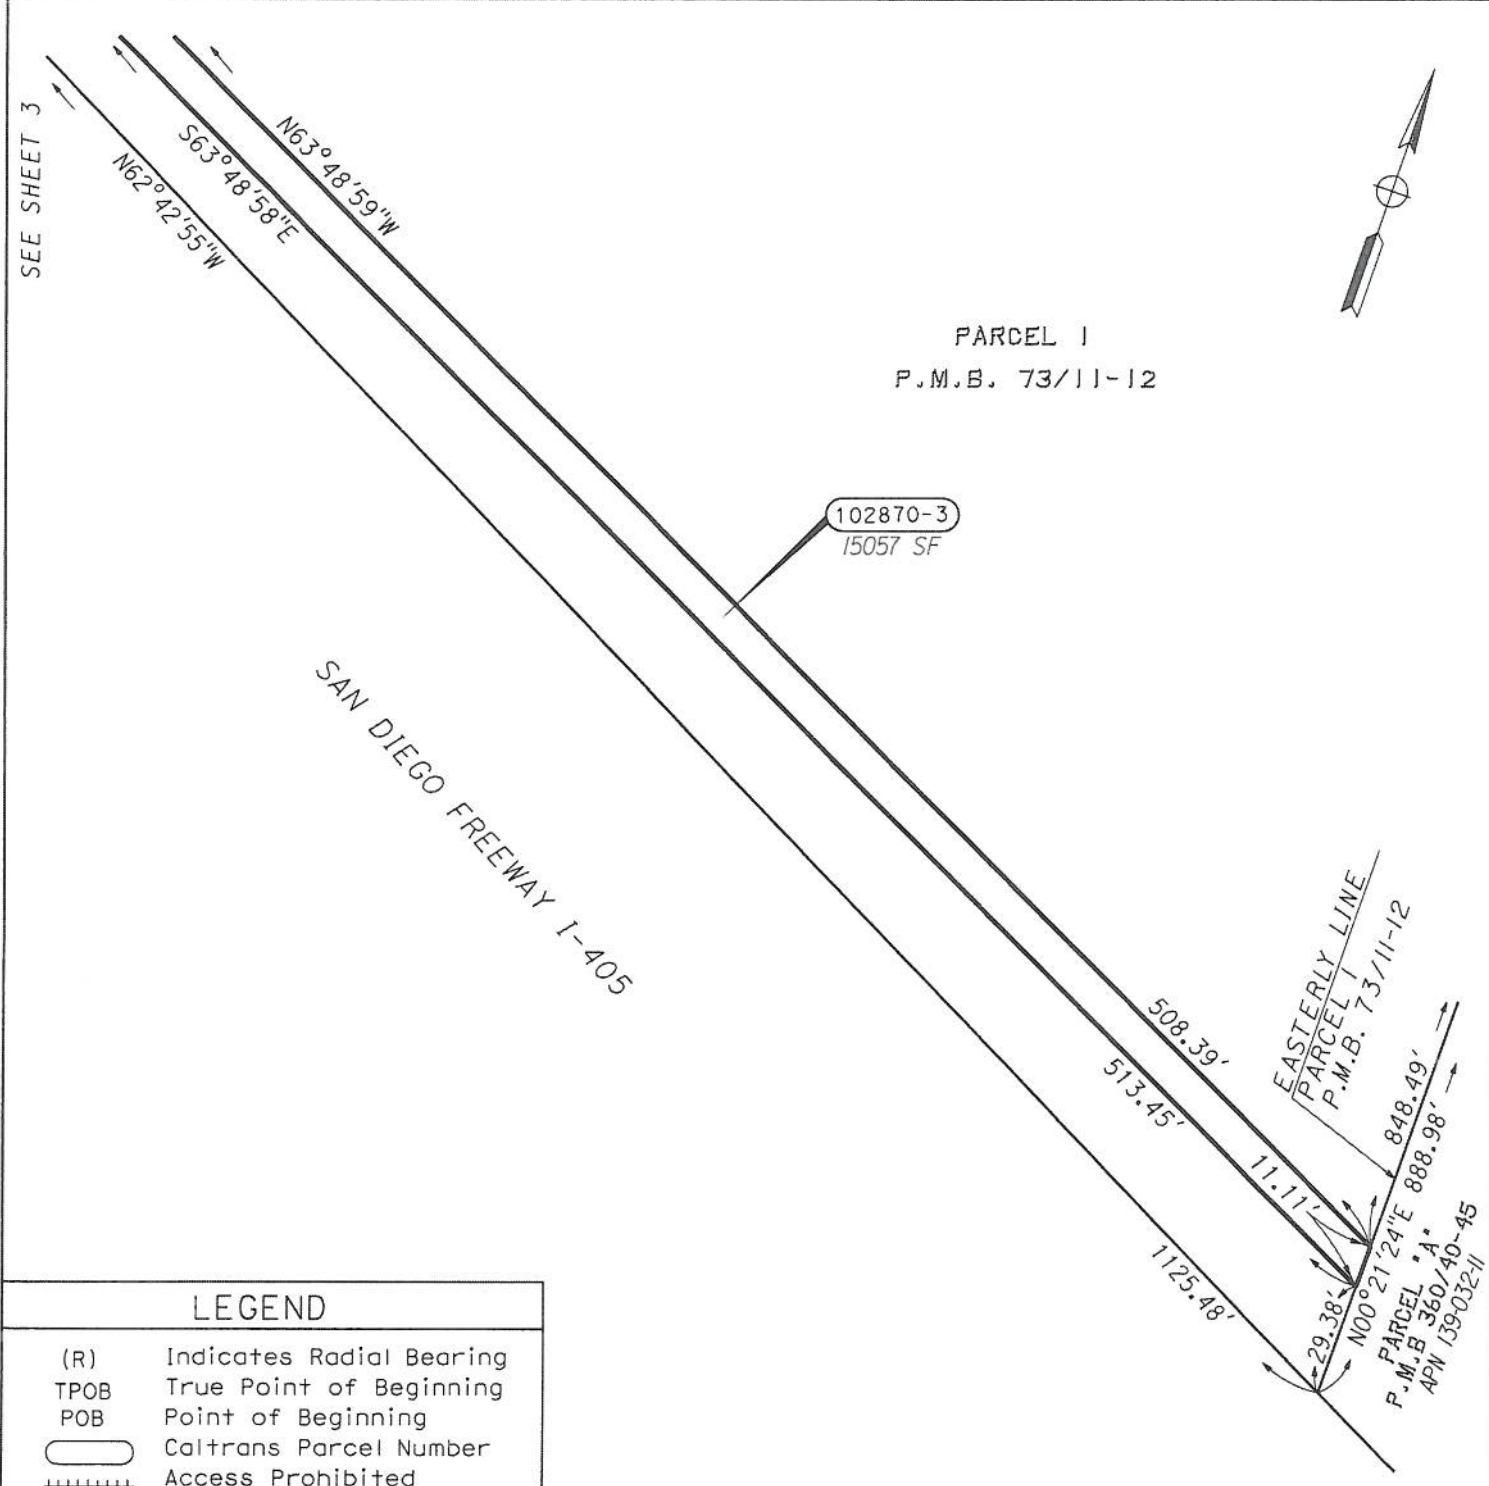 SEE SHEET 3
N63°48'59"W
S63°48'58"E
N62°42'55"W
PARCEL 1
P.M.B. 73/11-12
102870-3
15057 SF
SAN DIEGO FREEWAY I-405
508.39'
513.45'
1125.48'
EASTERLY LINE
PARCEL 1
P.M.B. 73/11-12
848.49'
888.98'
11.11'
29.38'
N00°21'24"E
PARCEL "A"
P.M.B 360/40-45
APN 139-032-11
LEGEND
(R) Indicates Radial Bearing
TPOB True Point of Beginning
POB Point of Beginning
Caltrans Parcel Number
Access Prohibited